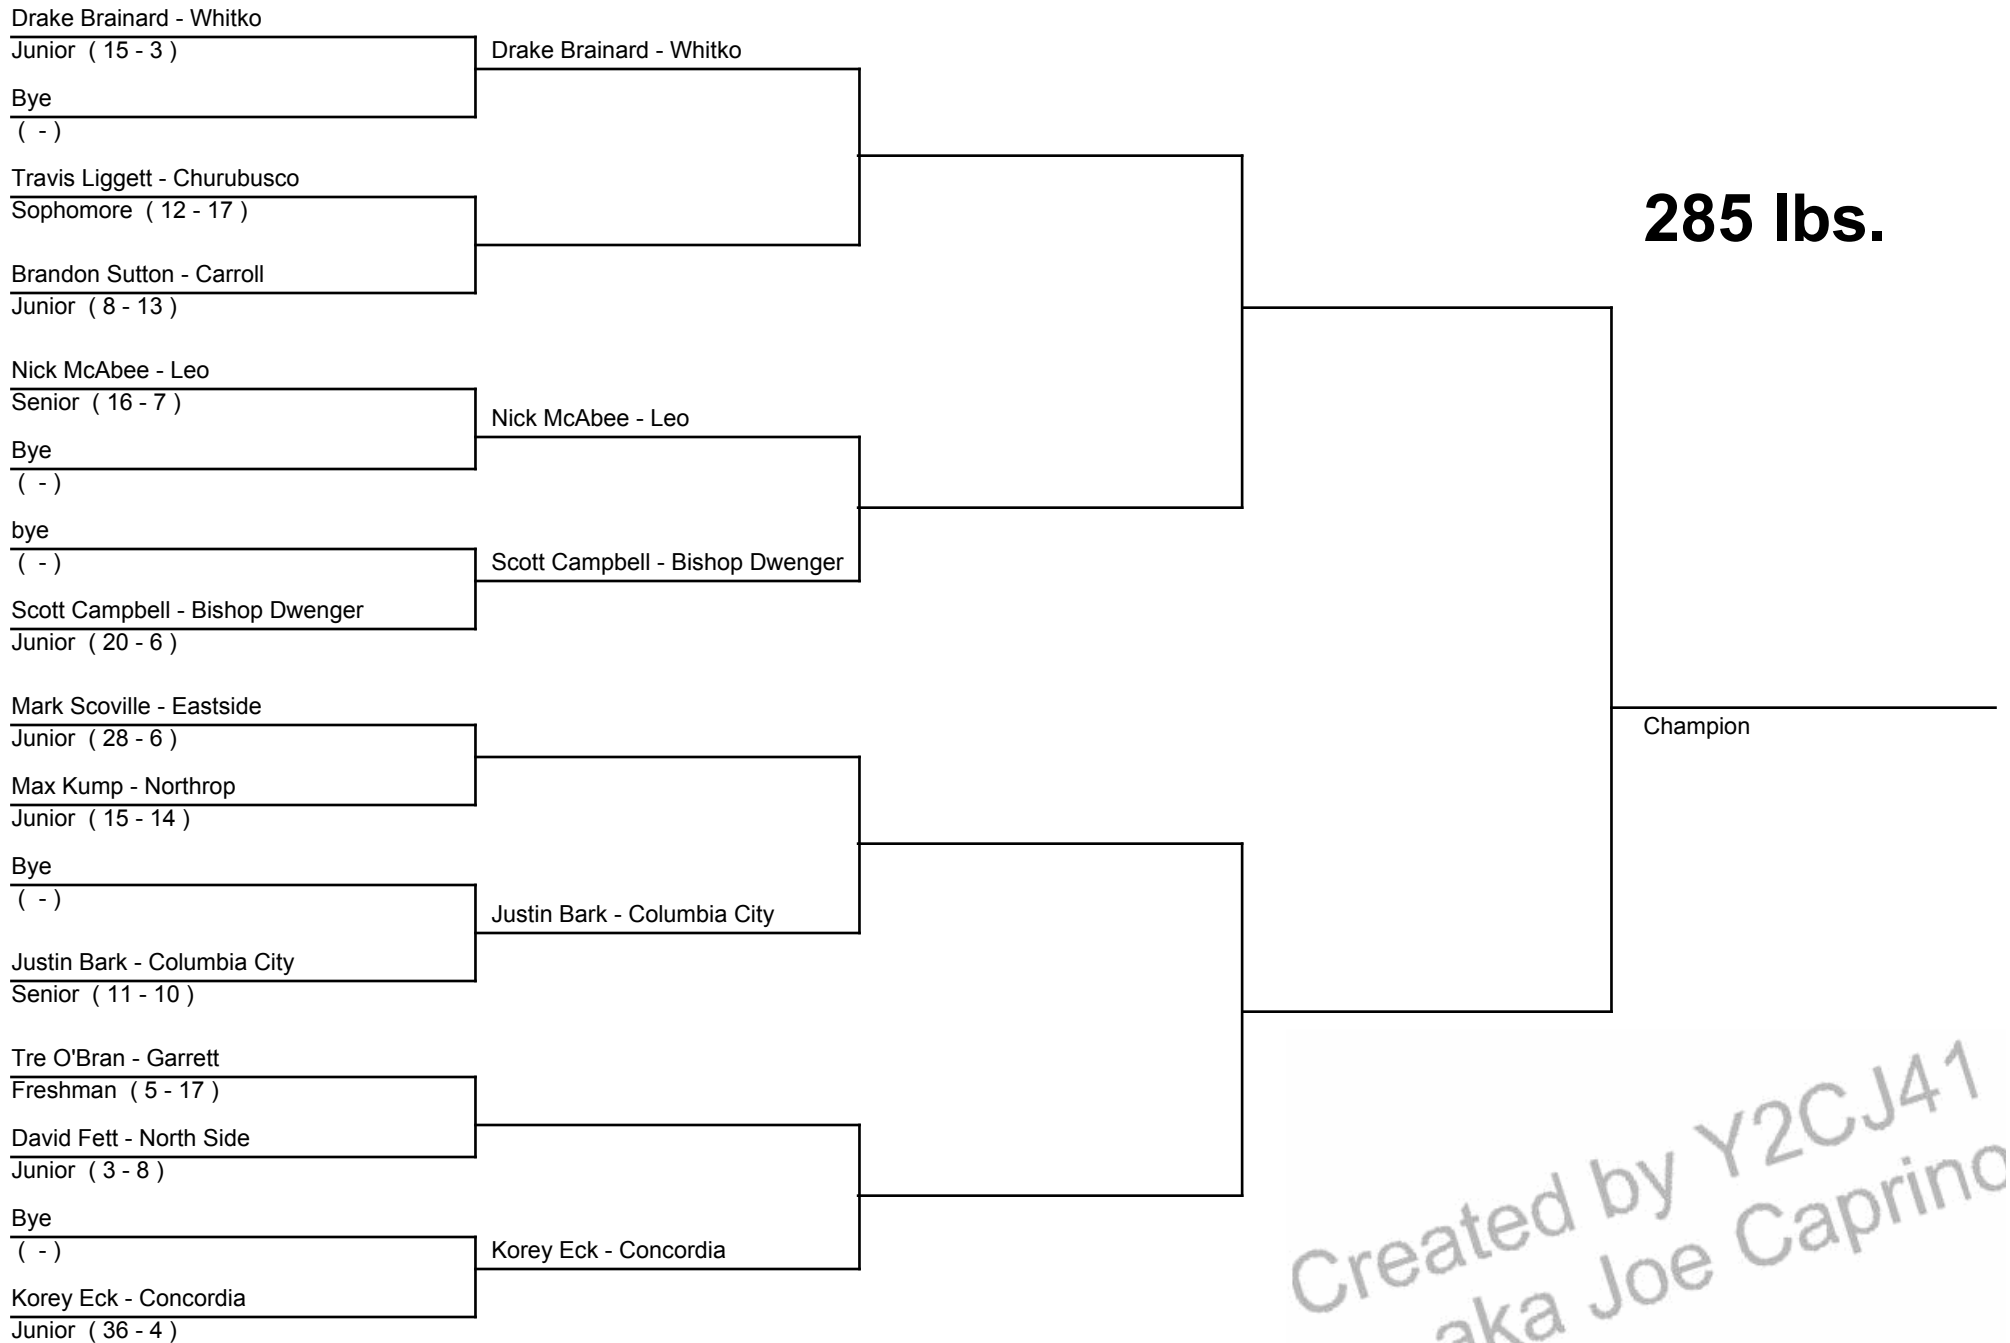 Drake Brainard - Whitko
Junior  ( 15 - 3 )
Drake Brainard - Whitko
Bye
( - )
Travis Liggett - Churubusco
Sophomore  ( 12 - 17 )
285 lbs.
Brandon Sutton - Carroll
Junior  ( 8 - 13 )
Nick McAbee - Leo
Senior  ( 16 - 7 )
Nick McAbee - Leo
Bye
( - )
bye
( - )
Scott Campbell - Bishop Dwenger
Scott Campbell - Bishop Dwenger
Junior  ( 20 - 6 )
Mark Scoville - Eastside
Junior  ( 28 - 6 )
Champion
Max Kump - Northrop
Junior  ( 15 - 14 )
Bye
( - )
Justin Bark - Columbia City
Justin Bark - Columbia City
Senior  ( 11 - 10 )
Tre O'Bran - Garrett
Freshman  ( 5 - 17 )
David Fett - North Side
Junior  ( 3 - 8 )
Bye
( - )
Korey Eck - Concordia
Korey Eck - Concordia
Junior  ( 36 - 4 )
Created by Y2CJ41
aka Joe Caprino